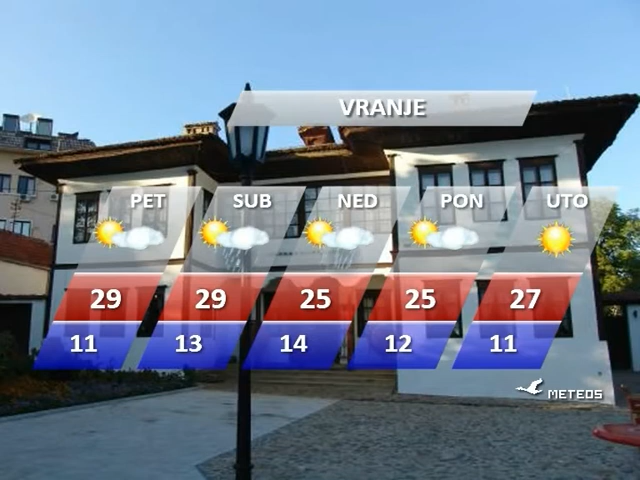 VRANJE
PET SUB NED PON UTO
29 29 25 25 27
11 13 14 12 11
METEOS